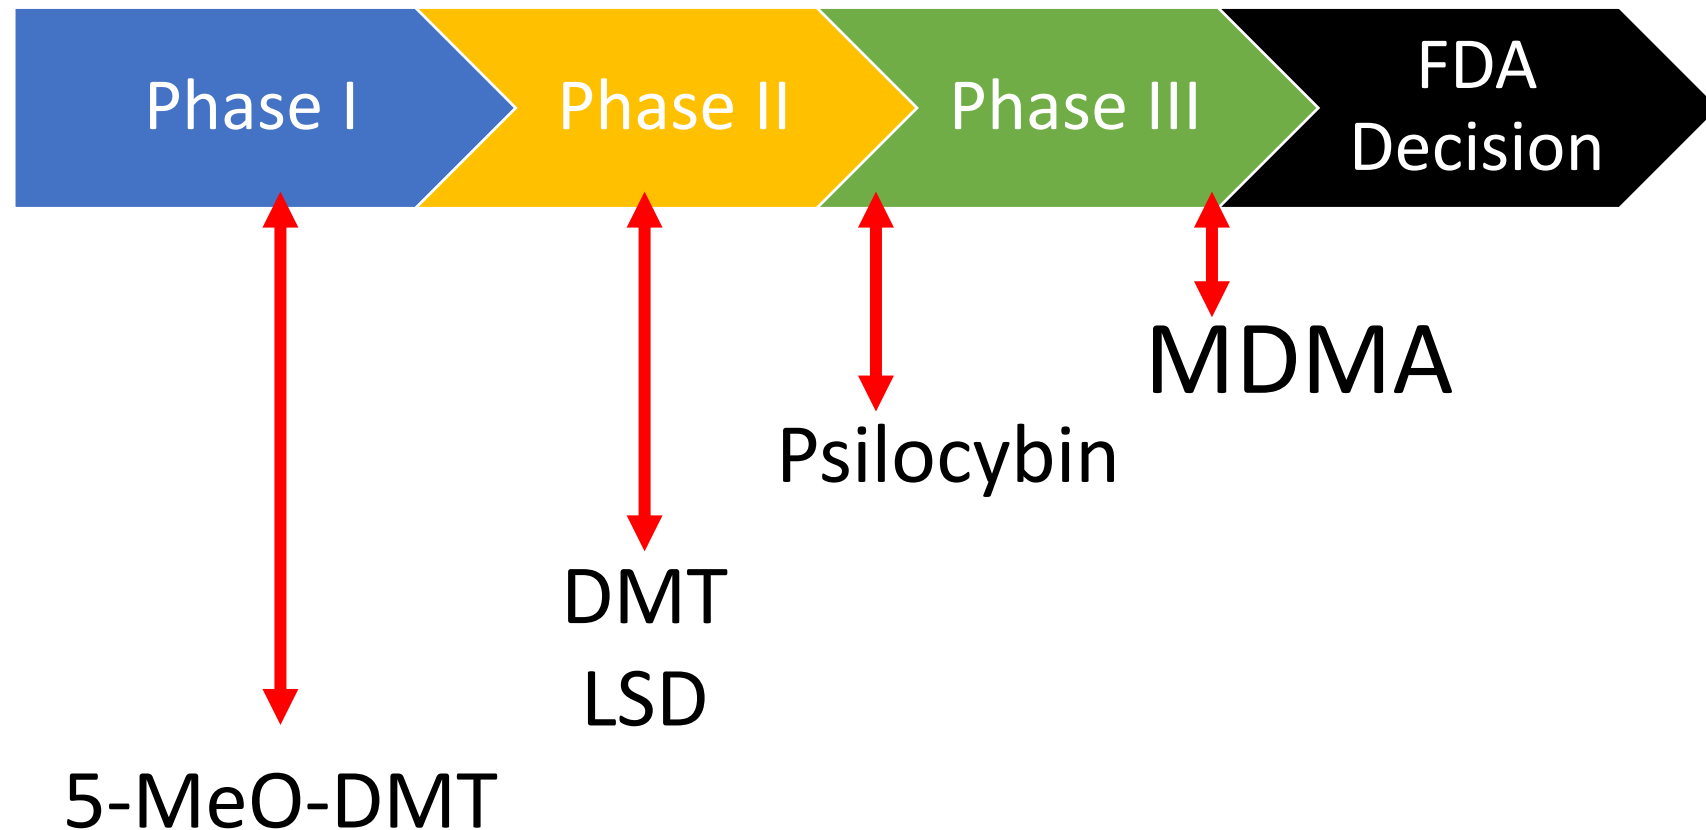 Phase I
Phase II
Phase III
FDA
Decision
MDMA
Psilocybin
DMT
LSD
5-MeO-DMT